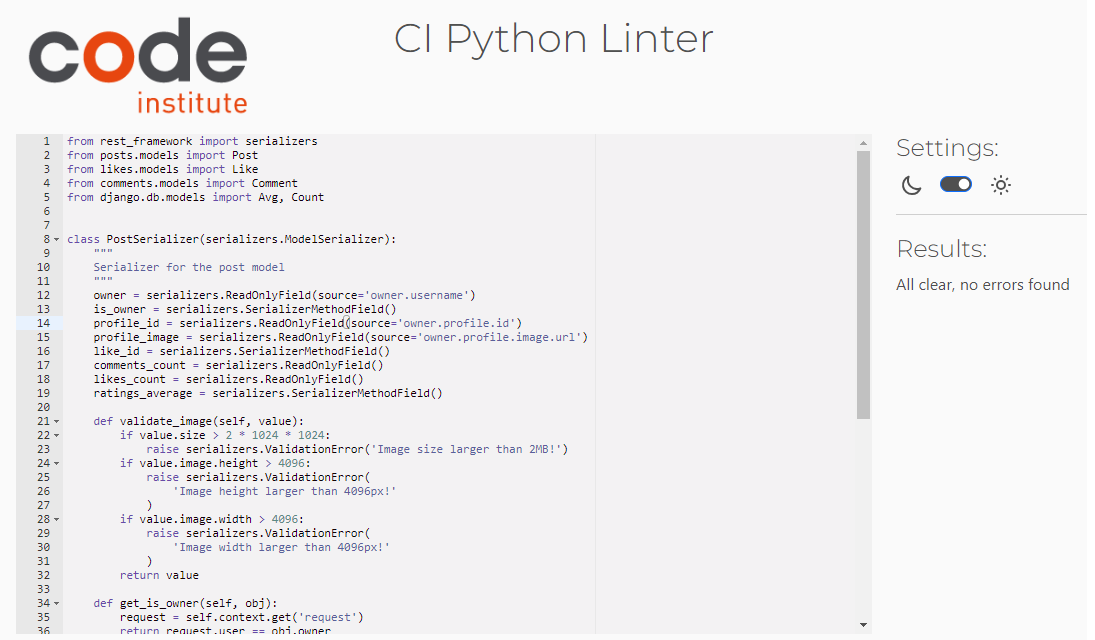 code
institute
CI Python Linter
1 from rest_framework import serializers
2 from posts.models import Post
3 from likes.models import Like
4 from comments.models import Comment
5 from django.db.models import Avg, Count
6
7
8 class PostSerializer(serializers.ModelSerializer):
9     """
10     Serializer for the post model
11     """
12     owner = serializers.ReadOnlyField(source='owner.username')
13     is_owner = serializers.SerializerMethodField()
14     profile_id = serializers.ReadOnlyField(source='owner.profile.id')
15     profile_image = serializers.ReadOnlyField(source='owner.profile.image.url')
16     like_id = serializers.SerializerMethodField()
17     comments_count = serializers.ReadOnlyField()
18     likes_count = serializers.ReadOnlyField()
19     ratings_average = serializers.SerializerMethodField()
20
21     def validate_image(self, value):
22         if value.size > 2 * 1024 * 1024:
23             raise serializers.ValidationError('Image size larger than 2MB!')
24         if value.image.height > 4096:
25             raise serializers.ValidationError(
26                 'Image height larger than 4096px!'
27             )
28         if value.image.width > 4096:
29             raise serializers.ValidationError(
30                 'Image width larger than 4096px!'
31             )
32         return value
33
34     def get_is_owner(self, obj):
35         request = self.context.get('request')
36         return request.user == obj.owner
Settings:
Results:
All clear, no errors found